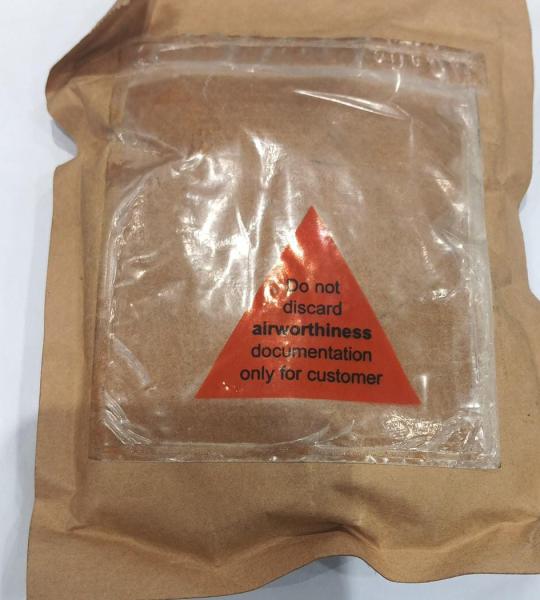 Do not
discard
airworthiness
documentation
only for customer